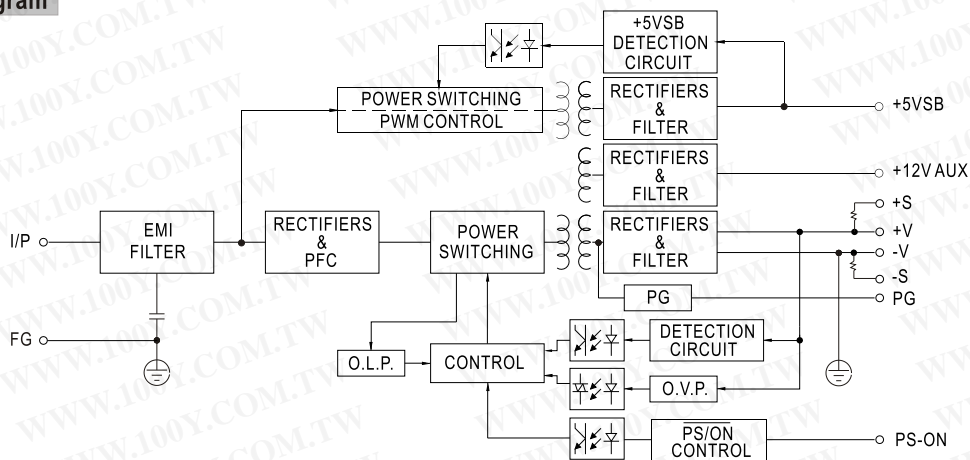 gram
+5VSB
DETECTION
CIRCUIT
POWER SWITCHING
PWM CONTROL
RECTIFIERS
&
FILTER
+5VSB
RECTIFIERS
&
FILTER
+12V AUX
I/P
EMI
FILTER
RECTIFIERS
&
PFC
POWER
SWITCHING
RECTIFIERS
&
FILTER
+S
+V
-V
-S
PG
PG
FG
O.L.P.
CONTROL
DETECTION
CIRCUIT
O.V.P.
PS/ON
CONTROL
PS-ON
WWW.100Y.COM.TW